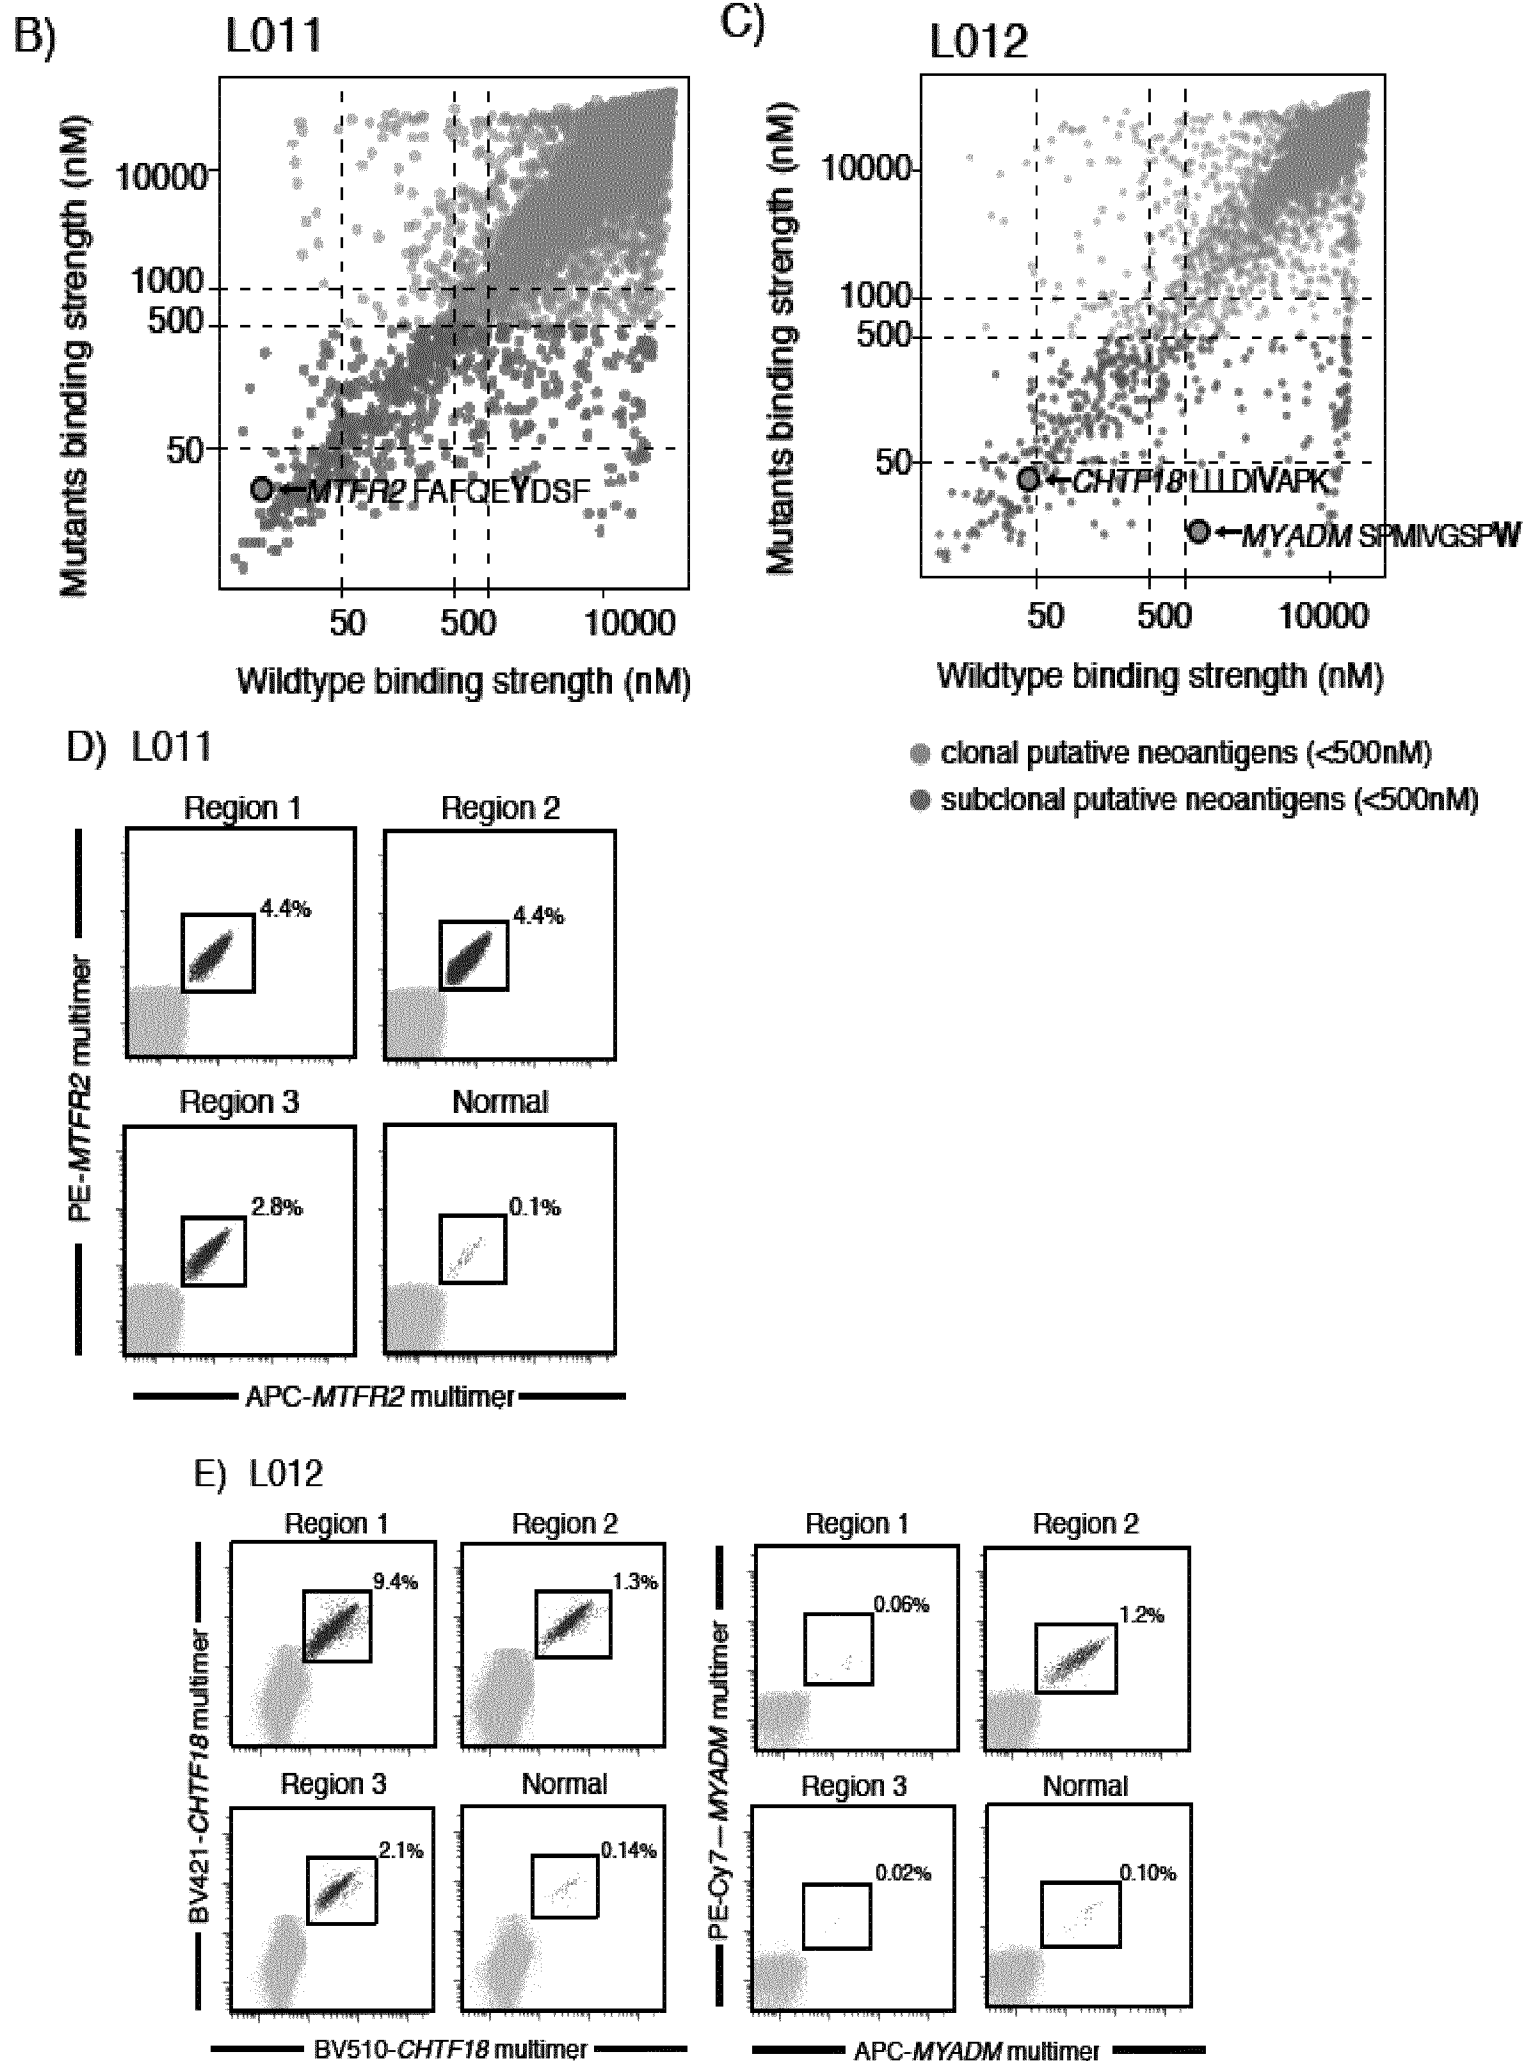 B)
L011
Mutants binding strength (nM)
10000
1000
500
50
MTFR2 FAFQEYDSF
50
500
10000
Wildtype binding strength (nM)
C)
L012
Mutants binding strength (nM)
10000
1000
500
50
CHTF18 LLLDIVAPK
MYADM SPMIVGSPW
50
500
10000
Wildtype binding strength (nM)
clonal putative neoantigens (<500nM)
subclonal putative neoantigens (<500nM)
D) L011
Region 1
4.4%
Region 2
4.4%
Region 3
2.8%
Normal
0.1%
PE-MTFR2 multimer
APC-MTFR2 multimer
E) L012
Region 1
9.4%
Region 2
1.3%
Region 3
2.1%
Normal
0.14%
BV421-CHTF18 multimer
BV510-CHTF18 multimer
Region 1
0.06%
Region 2
1.2%
Region 3
0.02%
Normal
0.10%
PE-Cy7—MYADM multimer
APC-MYADM multimer